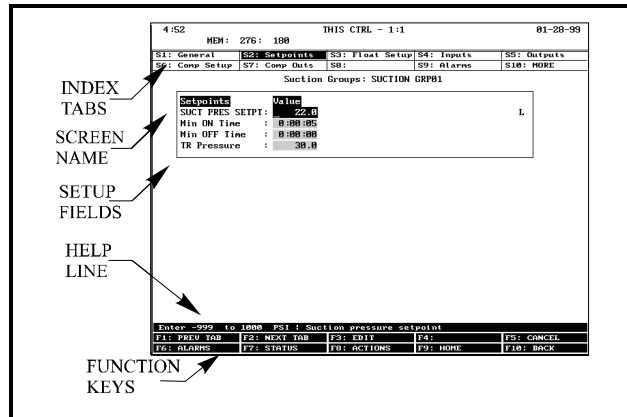 4:52 THIS CTRL - 1:1 01-28-99
MEM: 276: 180
S1: General S2: Setpoints S3: Float Setup S4: Inputs S5: Outputs
S6: Comp Setup S7: Comp Outs S8: S9: Alarms S10: MORE
Suction Groups: SUCTION GRP01
Setpoints Value
SUCT PRES SETPT: 22.0 L
Min ON Time : 0:00:05
Min OFF Time : 0:00:00
TR Pressure : 30.0
INDEX
TABS
SCREEN
NAME
SETUP
FIELDS
HELP
LINE
Enter -999 to 1000 PSI : Suction pressure setpoint
F1: PREV TAB F2: NEXT TAB F3: EDIT F4: F5: CANCEL
F6: ALARMS F7: STATUS F8: ACTIONS F9: HOME F10: BACK
FUNCTION
KEYS